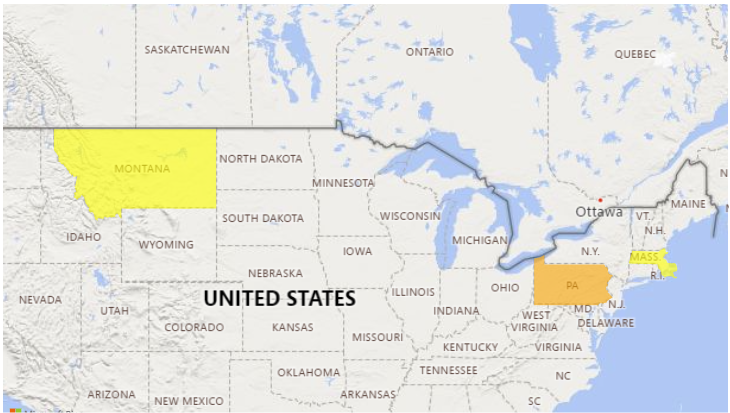 SASKATCHEWAN
ONTARIO
QUEBEC
MONTANA
NORTH DAKOTA
MINNESOTA
Ottawa
MAINE
VT.
N.H.
SOUTH DAKOTA
WISCONSIN
MICHIGAN
N.Y.
MASS.
R.I.
IDAHO
WYOMING
IOWA
NEBRASKA
UNITED STATES
ILLINOIS
INDIANA
OHIO
PA
N.J.
MD
DELAWARE
NEVADA
UTAH
COLORADO
KANSAS
MISSOURI
WEST
VIRGINIA
VIRGINIA
KENTUCKY
OKLAHOMA
TENNESSEE
NC
ARIZONA
NEW MEXICO
ARKANSAS
SC